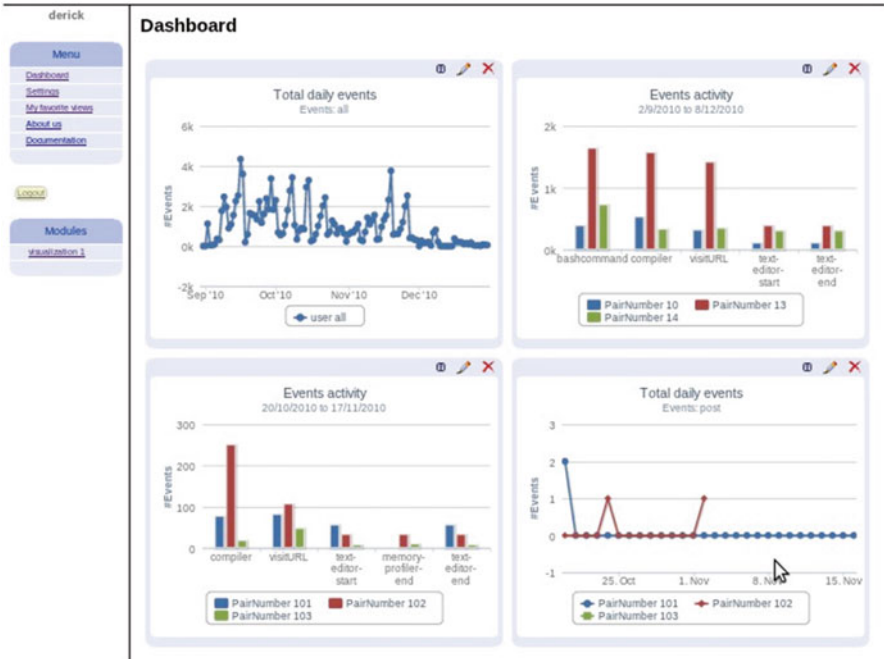 derick
Menu
Dashboard
Settings
My favorite views
About us
Documentation
Logout
Modules
visualization 1
Dashboard
Total daily events
Events: all
#Events
6k
4k
2k
0k
-2k
Sep '10 Oct '10 Nov '10 Dec '10
user all
Events activity
2/9/2010 to 8/12/2010
#Events
2k
1k
0k
bashcommand compiler visitURL text-editor-start text-editor-end
PairNumber 10 PairNumber 13
PairNumber 14
Events activity
20/10/2010 to 17/11/2010
#Events
300
200
100
0
compiler visitURL text-editor-start memory-profiler-end text-editor-end
PairNumber 101 PairNumber 102
PairNumber 103
Total daily events
Events: post
#Events
3
2
1
0
-1
25. Oct 1. Nov 8. Nov 15. Nov
PairNumber 101 PairNumber 102
PairNumber 103